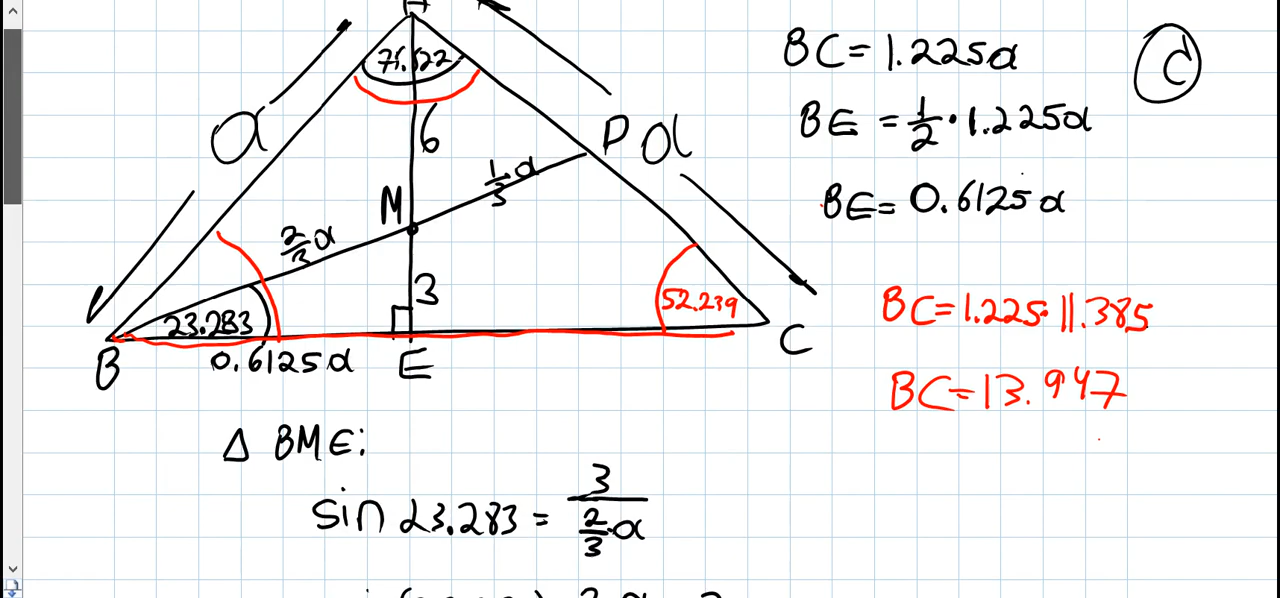 A
75.522
BC = 1.225a
C
a
6
BE = 1/2 · 1.225a
D
a
1/3 a
M
BE = 0.6125a
2/3 a
3
52.239
BC = 1.225 · 11.385
23.283
B
0.6125a
E
C
BC = 13.947
Δ BME:
sin 23.283 = 3 / (2/3 · a)